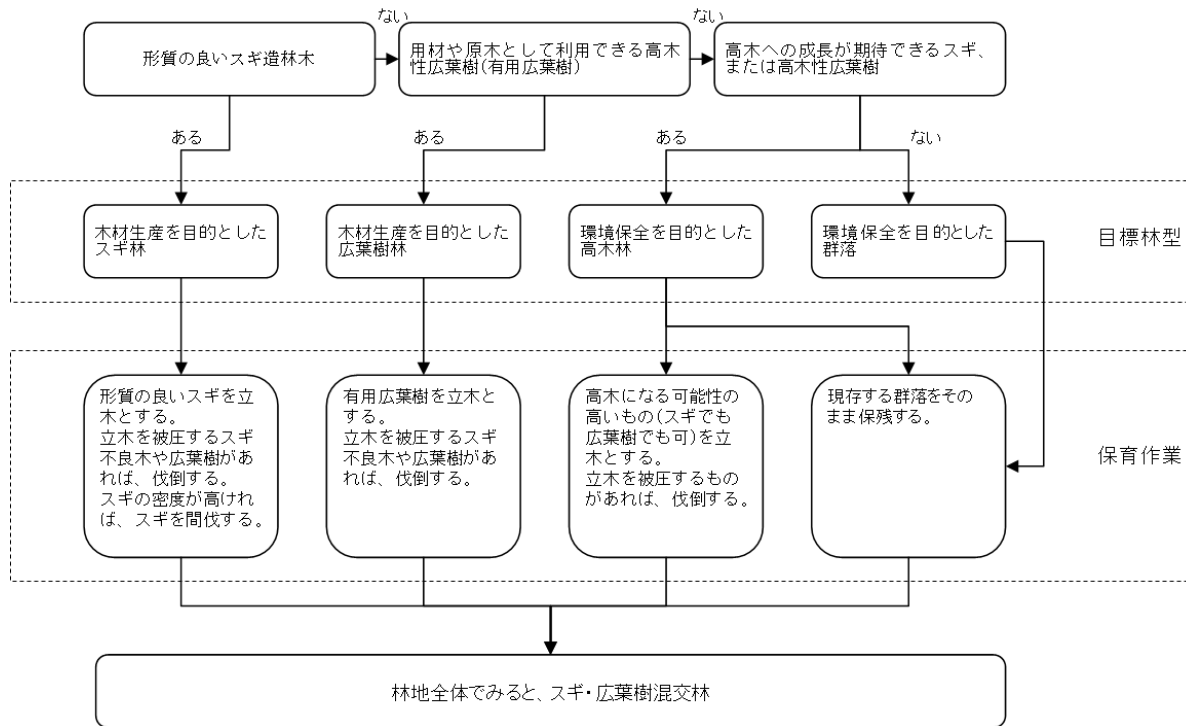 ない
ない
形質の良いスギ造林木
用材や原木として利用できる高木
性広葉樹(有用広葉樹)
高木への成長が期待できるスギ、
または高木性広葉樹
ある
ある
ある
ない
木材生産を目的とした
スギ林
木材生産を目的とした
広葉樹林
環境保全を目的とした
高木林
環境保全を目的とした
群落
目標林型
形質の良いスギを立
木とする。
立木を被圧するスギ
不良木や広葉樹があ
れば、伐倒する。
スギの密度が高けれ
ば、スギを間伐する。
有用広葉樹を立木と
する。
立木を被圧するスギ
不良木や広葉樹があ
れば、伐倒する。
高木になる可能性の
高いもの(スギでも
広葉樹でも可)を立
木とする。
立木を被圧するもの
があれば、伐倒する。
現存する群落をその
まま保残する。
保育作業
林地全体でみると、スギ・広葉樹混交林